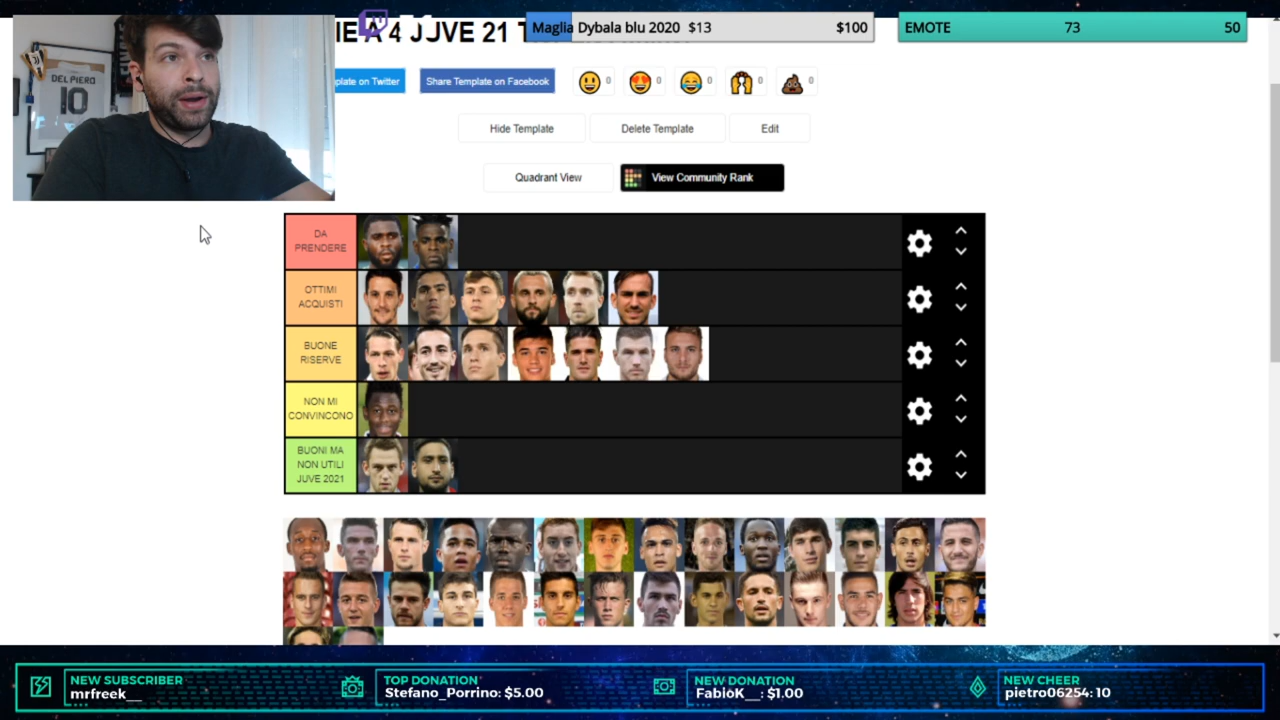 IE A 4 JJVE 21 T
Maglia Dybala blu 2020 $13 $100
EMOTE 73 50
DEL PIERO
10
plate on Twitter
Share Template on Facebook
0 0 0 0 0
Hide Template
Delete Template
Edit
Quadrant View
View Community Rank
DA
PRENDERE
OTTIMI
ACQUISTI
BUONE
RISERVE
NON MI
CONVINCONO
BUONI MA
NON UTILI
JUVE 2021
NEW SUBSCRIBER
mrfreek__
TOP DONATION
Stefano_Porrino: $5.00
NEW DONATION
FabioK__: $1.00
NEW CHEER
pietro06254: 10